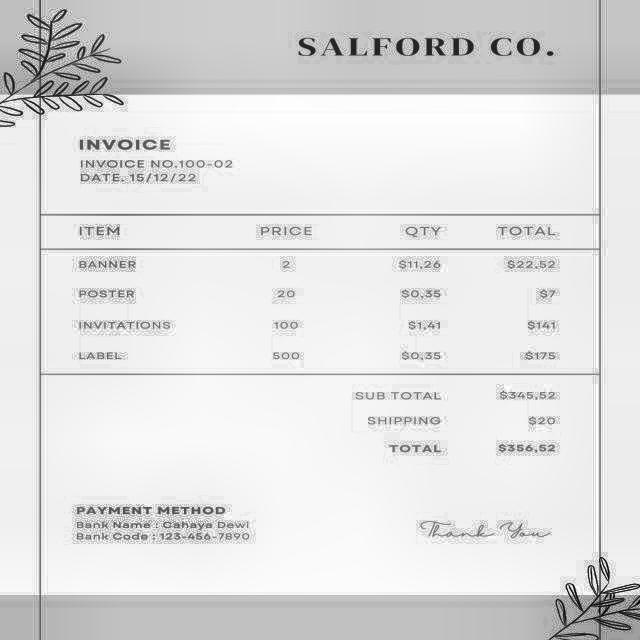 SALFORD CO.
INVOICE
INVOICE NO.100-02
DATE. 15/12/22
ITEM PRICE QTY TOTAL
BANNER 2 $11,26 $22,52
POSTER 20 $0,35 $7
INVITATIONS 100 $1,41 $141
LABEL 500 $0,35 $175
SUB TOTAL $345,52
SHIPPING $20
TOTAL $356,52
PAYMENT METHOD
Bank Name : Cahaya Dewi
Bank Code : 123-456-7890
Thank You